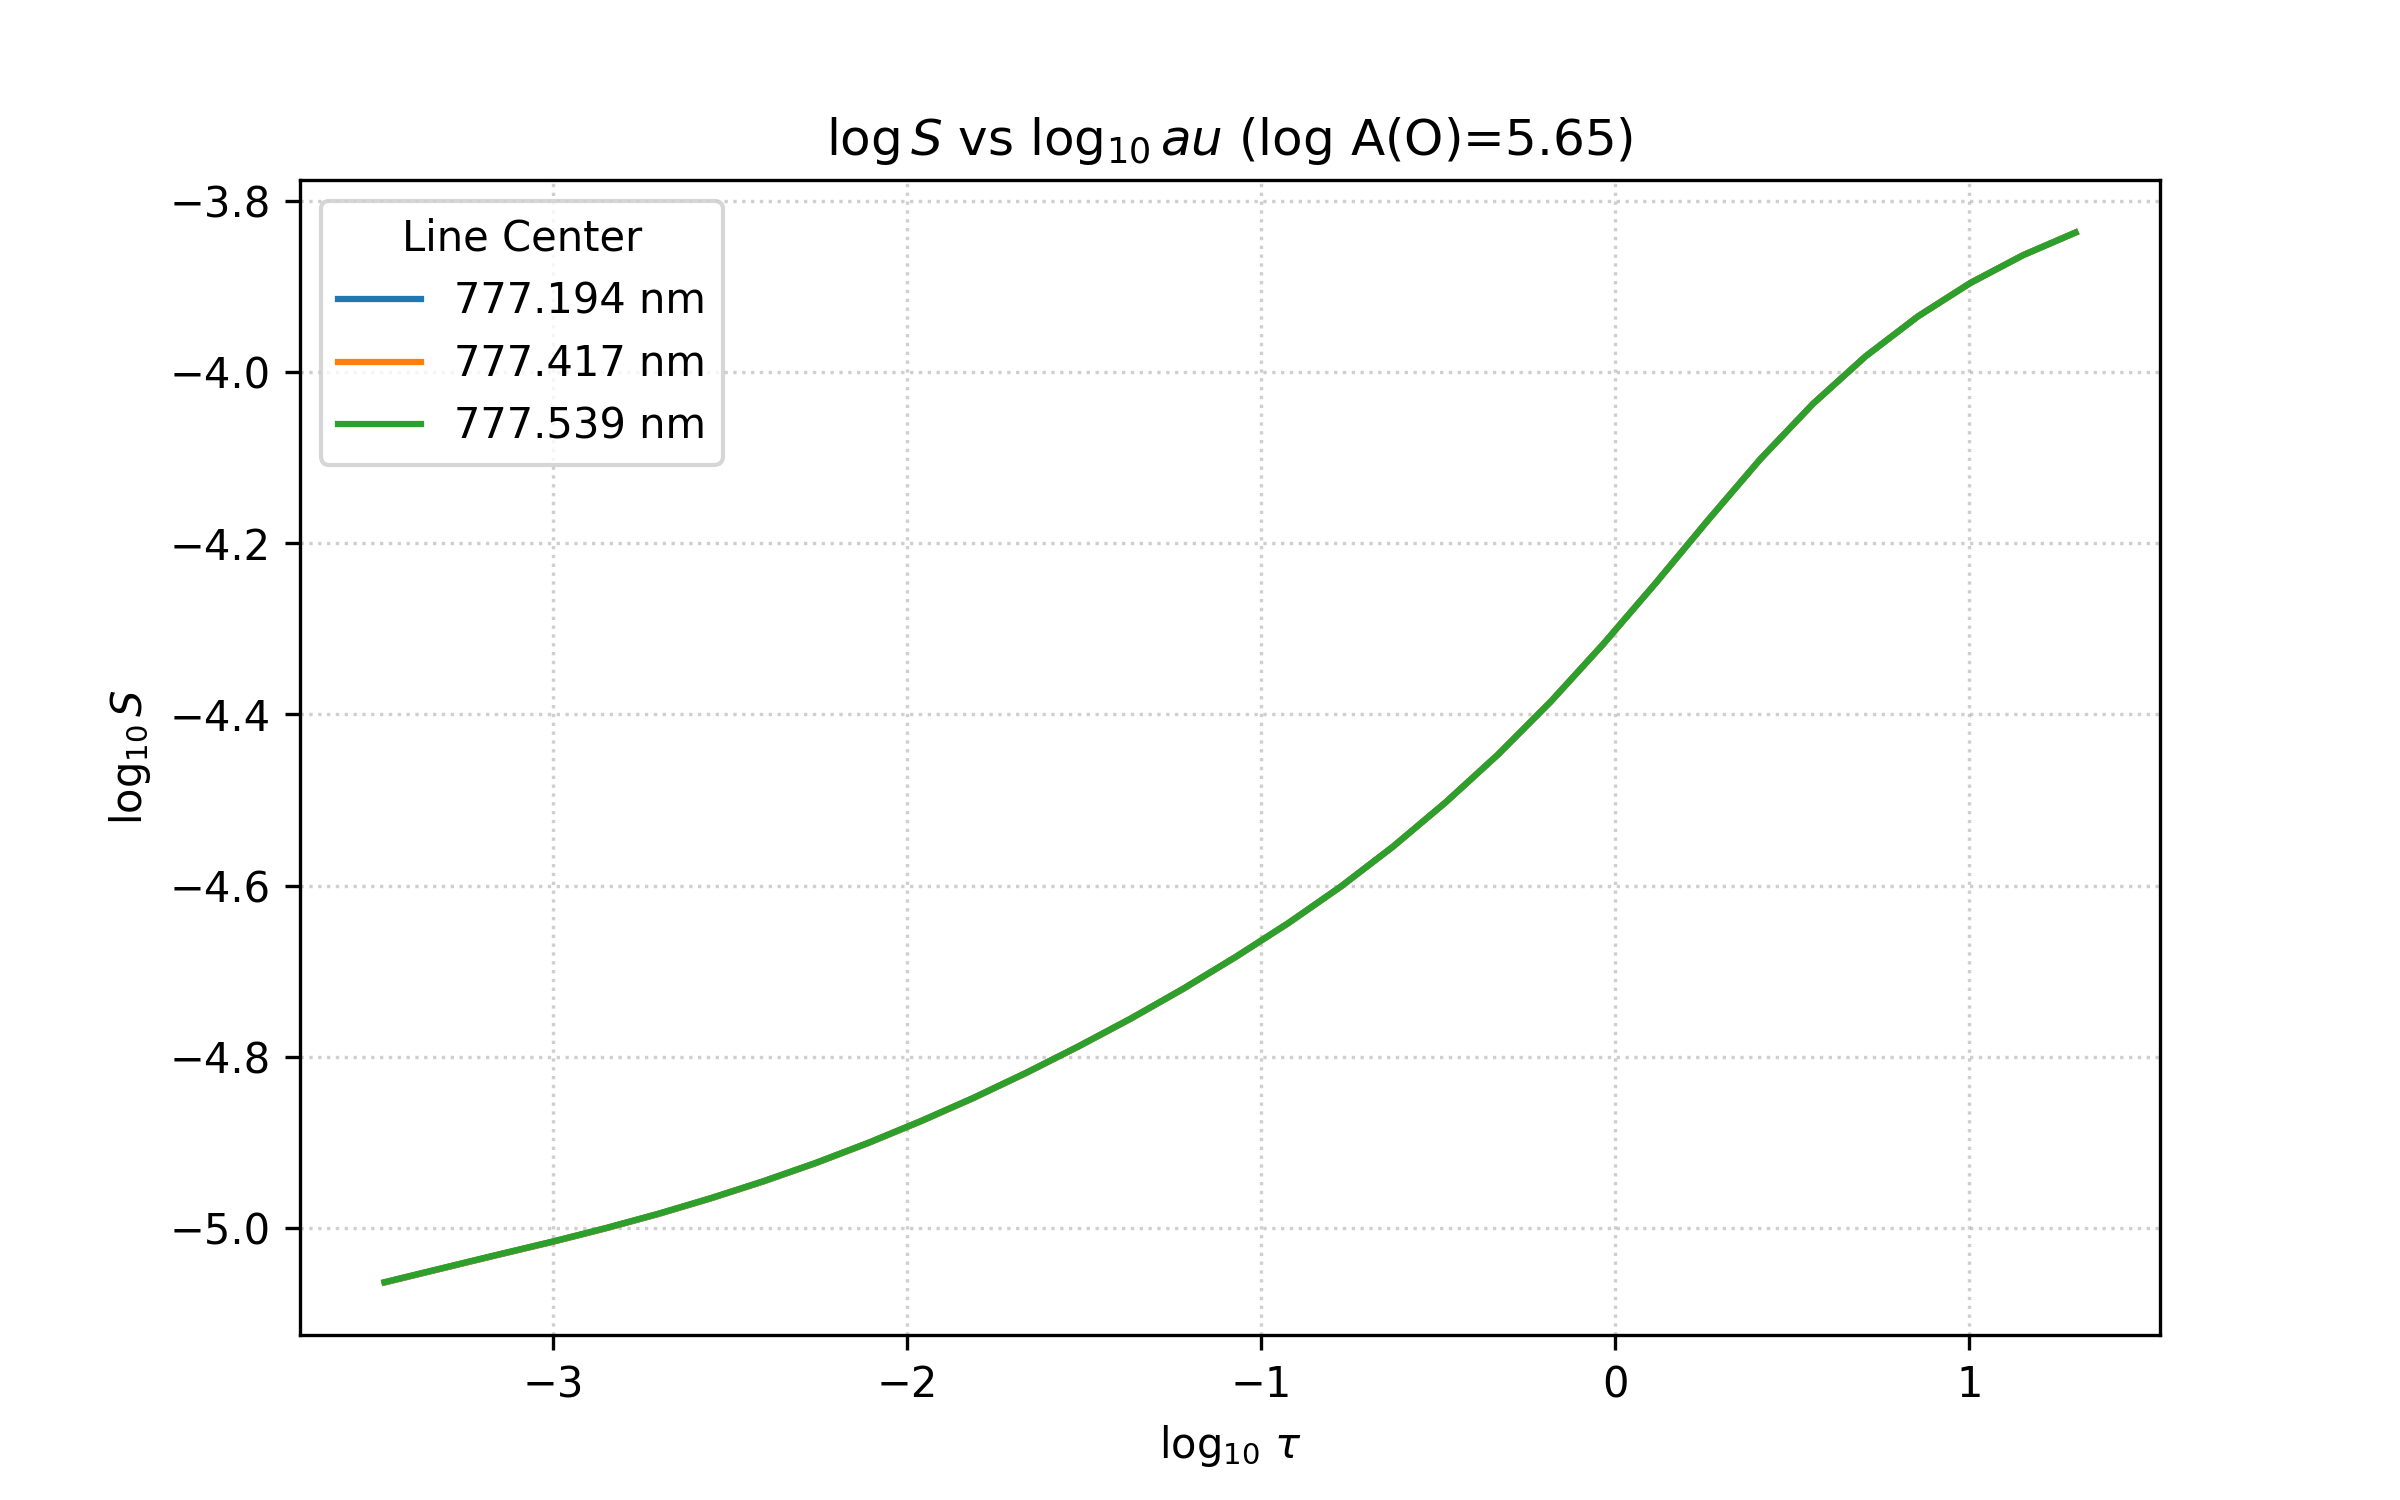 log S vs log₁₀ au (log A(O)=5.65)
Line Center
777.194 nm
777.417 nm
777.539 nm
−3.8
−4.0
−4.2
−4.4
−4.6
−4.8
−5.0
log₁₀ S
−3 −2 −1 0 1
log₁₀ τ